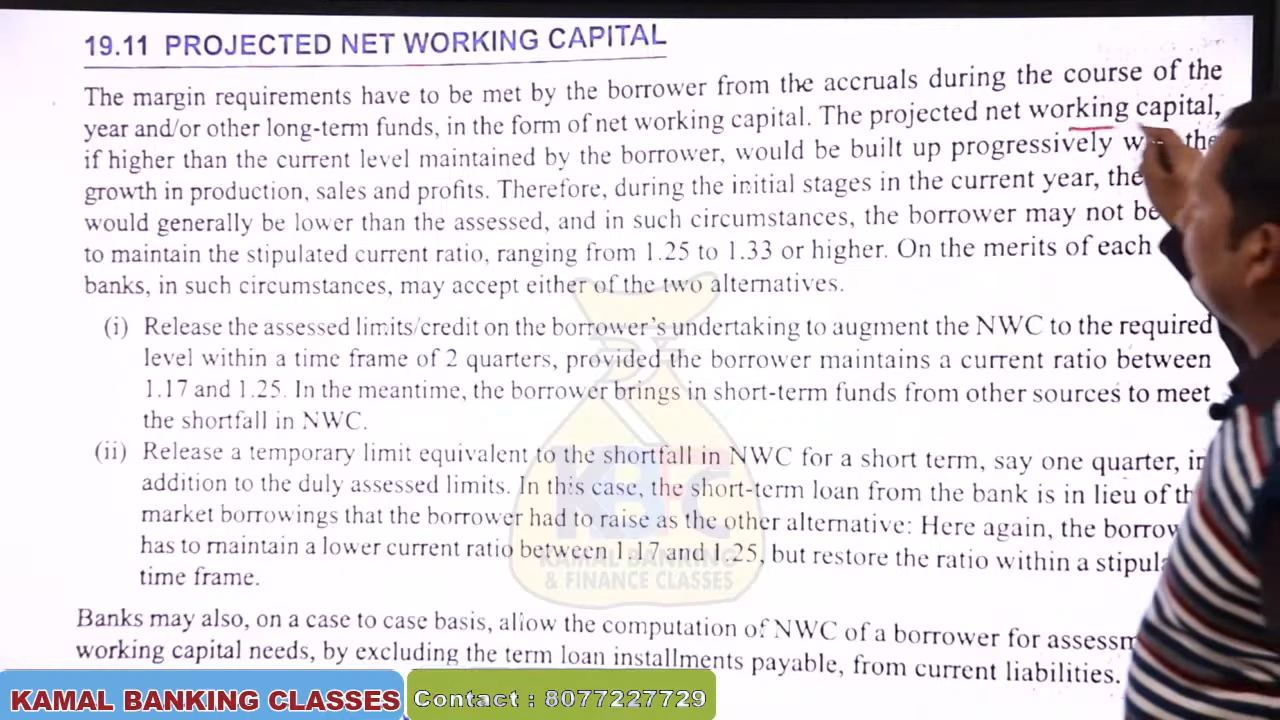 19.11 PROJECTED NET WORKING CAPITAL
The margin requirements have to be met by the borrower from the accruals during the course of the
year and/or other long-term funds, in the form of net working capital. The projected net working capital,
if higher than the current level maintained by the borrower, would be built up progressively the
growth in production, sales and profits. Therefore, during the initial stages in the current year, the
would generally be lower than the assessed, and in such circumstances, the borrower may not be
to maintain the stipulated current ratio, ranging from 1.25 to 1.33 or higher. On the merits of each
banks, in such circumstances, may accept either of the two alternatives.
(i) Release the assessed limits/credit on the borrower's undertaking to augment the NWC to the required
level within a time frame of 2 quarters, provided the borrower maintains a current ratio between
1.17 and 1.25. In the meantime, the borrower brings in short-term funds from other sources to meet
the shortfall in NWC.
(ii) Release a temporary limit equivalent to the shortfall in NWC for a short term, say one quarter, in
addition to the duly assessed limits. In this case, the short-term loan from the bank is in lieu of th
market borrowings that the borrower had to raise as the other alternative: Here again, the borrow
has to maintain a lower current ratio between 1.17 and 1.25, but restore the ratio within a stipula
time frame.
Banks may also, on a case to case basis, allow the computation of NWC of a borrower for assessm
working capital needs, by excluding the term loan installments payable, from current liabilities.
KBC
KAMAL BANKING
& FINANCE CLASSES
KAMAL BANKING CLASSES
Contact : 8077227729